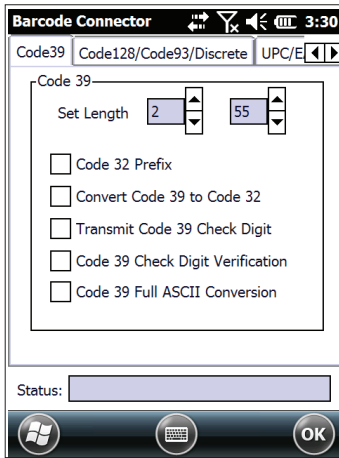 Barcode Connector 3:30
Code39 Code128/Code93/Discrete UPC/E
Code 39
Set Length 2 55
Code 32 Prefix
Convert Code 39 to Code 32
Transmit Code 39 Check Digit
Code 39 Check Digit Verification
Code 39 Full ASCII Conversion
Status:
OK